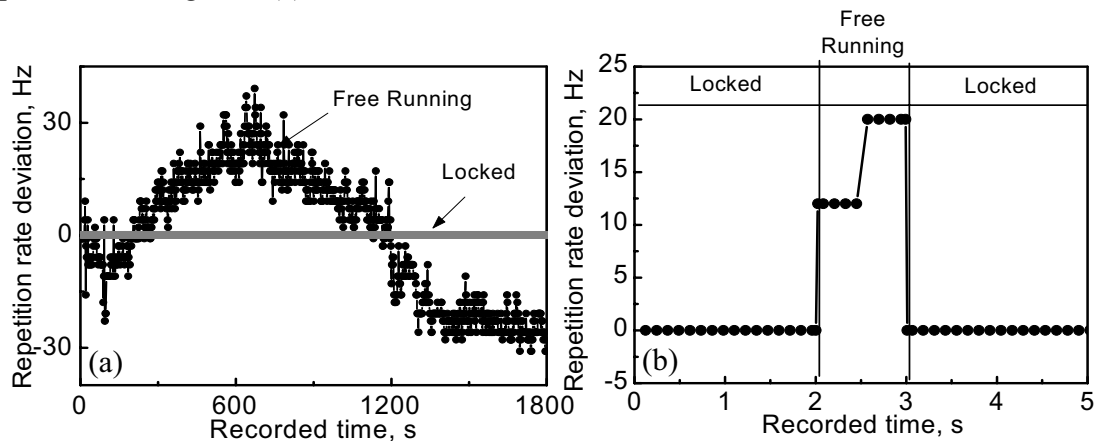 Repetition rate deviation, Hz
30
0
-30
Free Running
Locked
(a)
0
600
1200
1800
Recorded time, s
Free
Running
Repetition rate deviation, Hz
25
20
15
10
5
0
-5
Locked
Locked
(b)
0
1
2
3
4
5
Recorded time, s